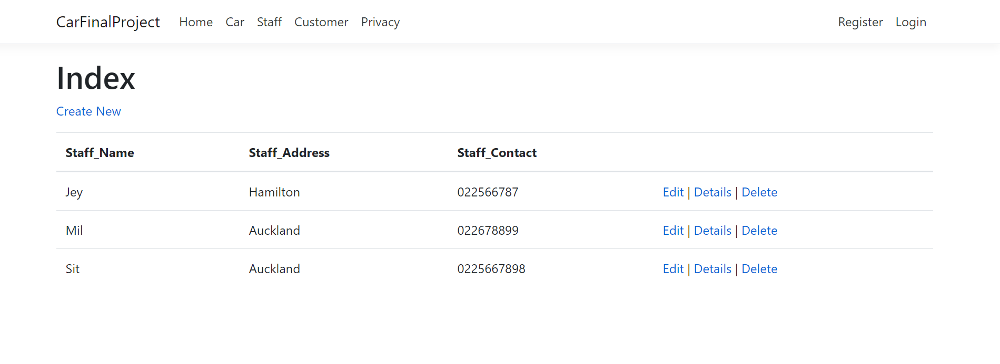 CarFinalProject Home Car Staff Customer Privacy Register Login
Index
Create New
Staff_Name Staff_Address Staff_Contact
Jey Hamilton 022566787 Edit | Details | Delete
Mil Auckland 022678899 Edit | Details | Delete
Sit Auckland 0225667898 Edit | Details | Delete